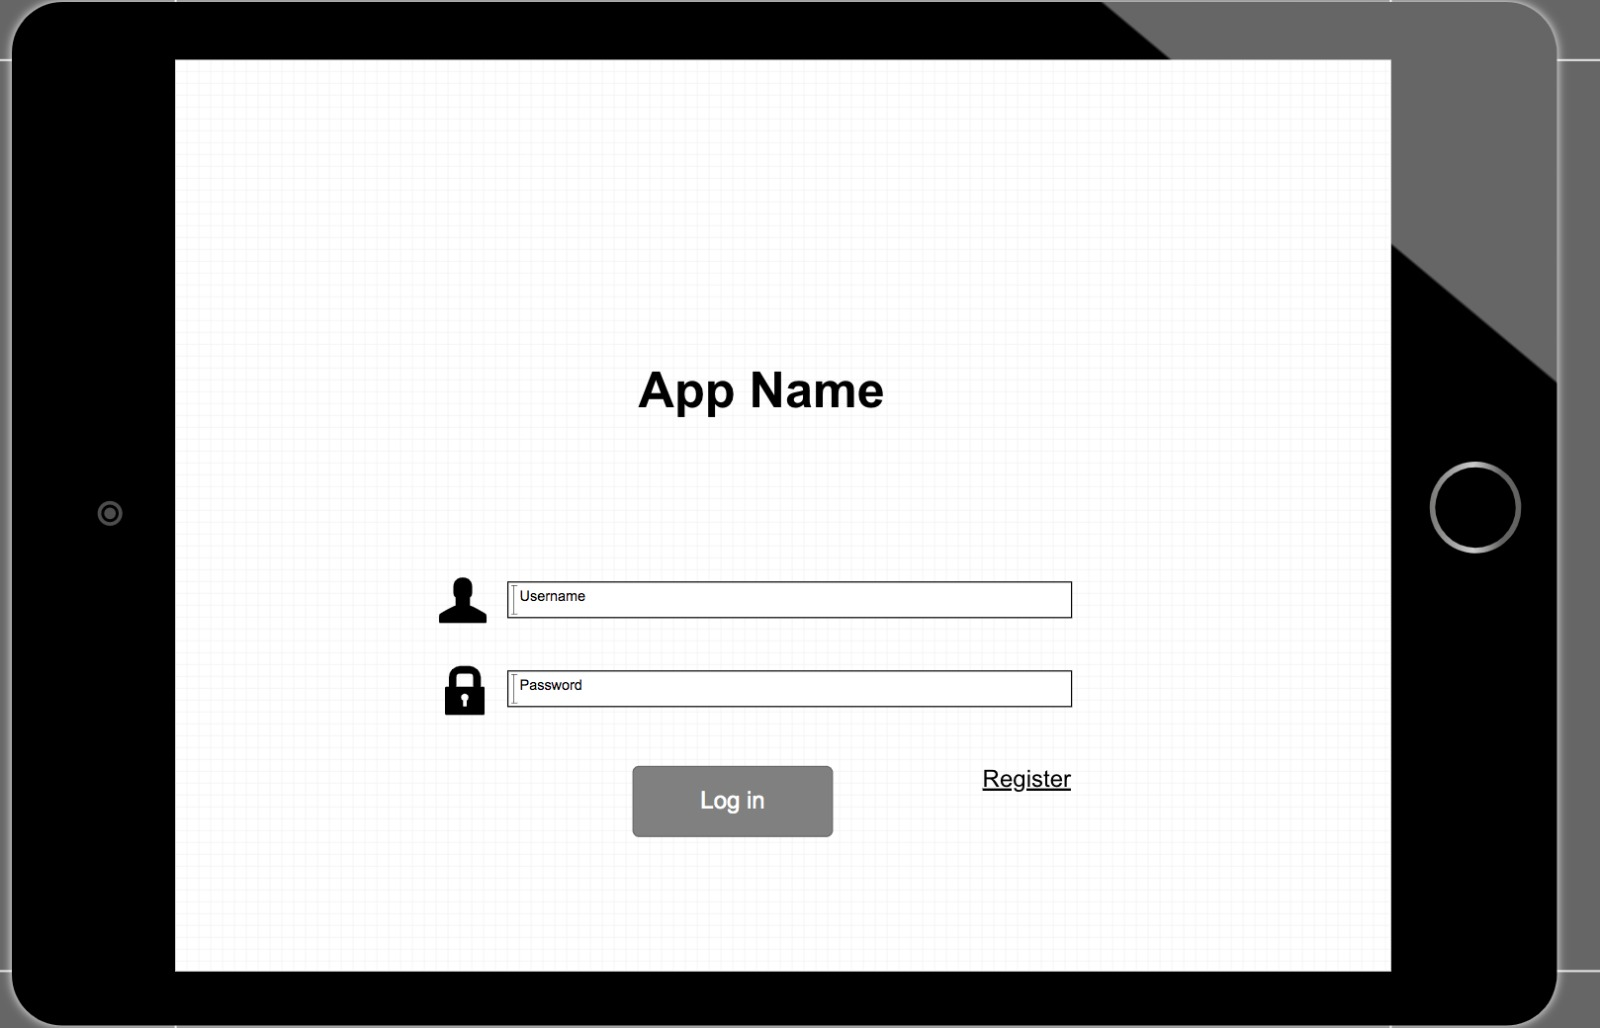 App Name
Username
Password
Log in
Register